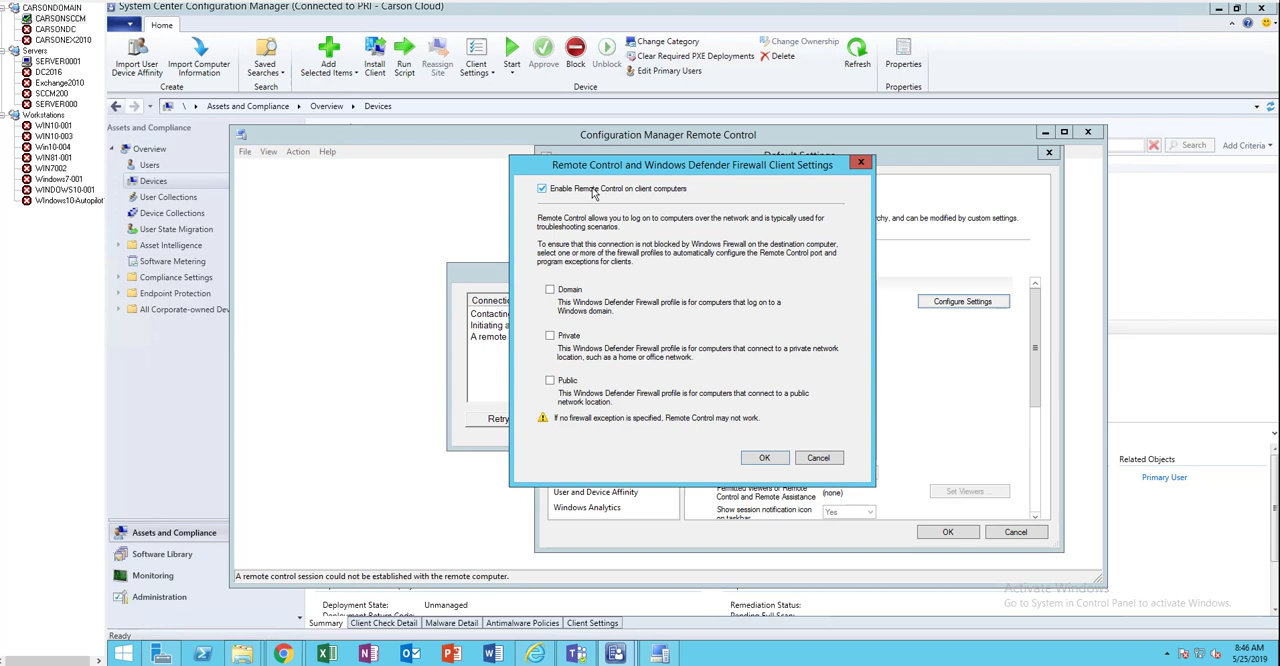 CARSONDOMAIN
CARSONSCCM
CARSONDC
CARSONEX2010
Servers
SERVER0001
DC2016
Exchange2010
SCCM200
SERVER000
Workstations
WIN10-001
WIN10-003
Win10-004
WIN81-001
WIN7002
Windows7-001
WINDOWS10-001
Windows10-Autopilot
System Center Configuration Manager (Connected to PRI - Carson Cloud)
Home
Import User
Device Affinity
Import Computer
Information
Create
Saved
Searches
Search
Add
Selected Items
Install
Client
Run
Script
Reassign
Site
Client
Settings
Start
Approve
Block
Unblock
Change Category
Clear Required PXE Deployments
Edit Primary Users
Change Ownership
Delete
Device
Refresh
Properties
Properties
\ Assets and Compliance Overview Devices
Assets and Compliance
Overview
Users
Devices
User Collections
Device Collections
User State Migration
Asset Intelligence
Software Metering
Compliance Settings
Endpoint Protection
All Corporate-owned Dev
Assets and Compliance
Software Library
Monitoring
Administration
Ready
Search
Add Criteria
Configuration Manager Remote Control
File View Action Help
Default Settings
Remote Control and Windows Defender Firewall Client Settings
Enable Remote Control on client computers
Remote Control allows you to log on to computers over the network and is typically used for
troubleshooting scenarios.
To ensure that this connection is not blocked by Windows Firewall on the destination computer,
select one or more of the firewall profiles to automatically configure the Remote Control port and
program exceptions for clients.
Domain
This Windows Defender Firewall profile is for computers that log on to a
Windows domain.
Private
This Windows Defender Firewall profile is for computers that connect to a private network
location, such as a home or office network.
Public
This Windows Defender Firewall profile is for computers that connect to a public
network location.
If no firewall exception is specified, Remote Control may not work.
OK Cancel
archy, and can be modified by custom settings.
Configure Settings
Connectio
Contacting
Initiating a
A remote
Retry
User and Device Affinity
Windows Analytics
Permitted viewers of Remote
Control and Remote Assistance
(none)
Set Viewers ...
Show session notification icon
on taskbar
Yes
OK Cancel
A remote control session could not be established with the remote computer.
Related Objects
Primary User
Activate Windows
Go to System in Control Panel to activate Windows.
Deployment State: Unmanaged
Remediation Status:
Summary Client Check Detail Malware Detail Antimalware Policies Client Settings
8:46 AM
5/25/2019